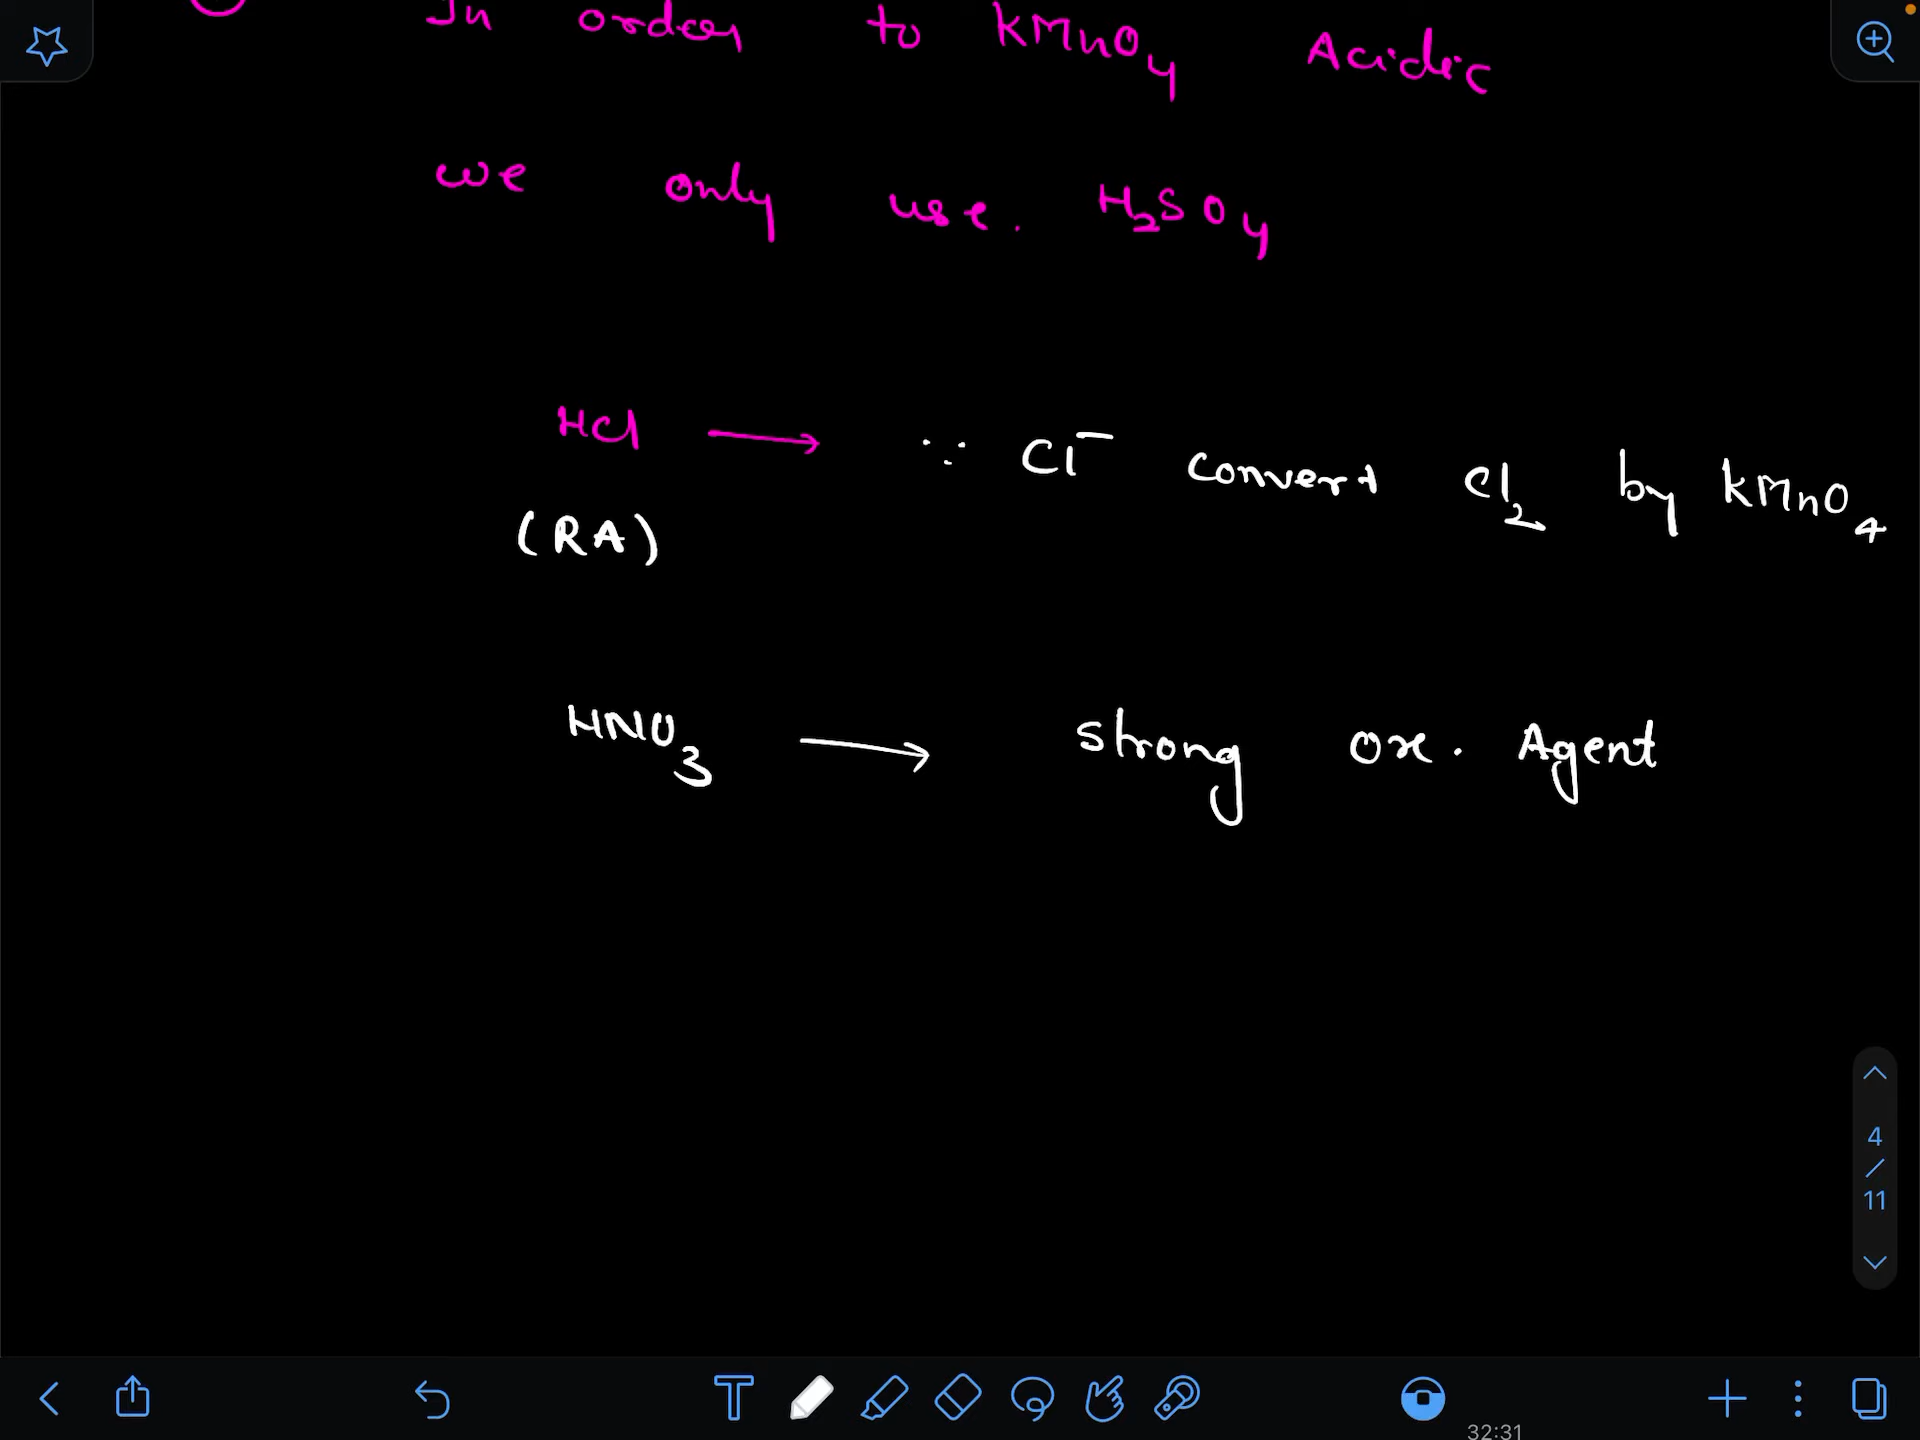 In order to KMnO4 Acidic
we only use. H2SO4
HCl → ∵ Cl⁻ convert Cl2 by KMnO4
(RA)
HNO3 → strong ox. Agent
4
/
11
32:31